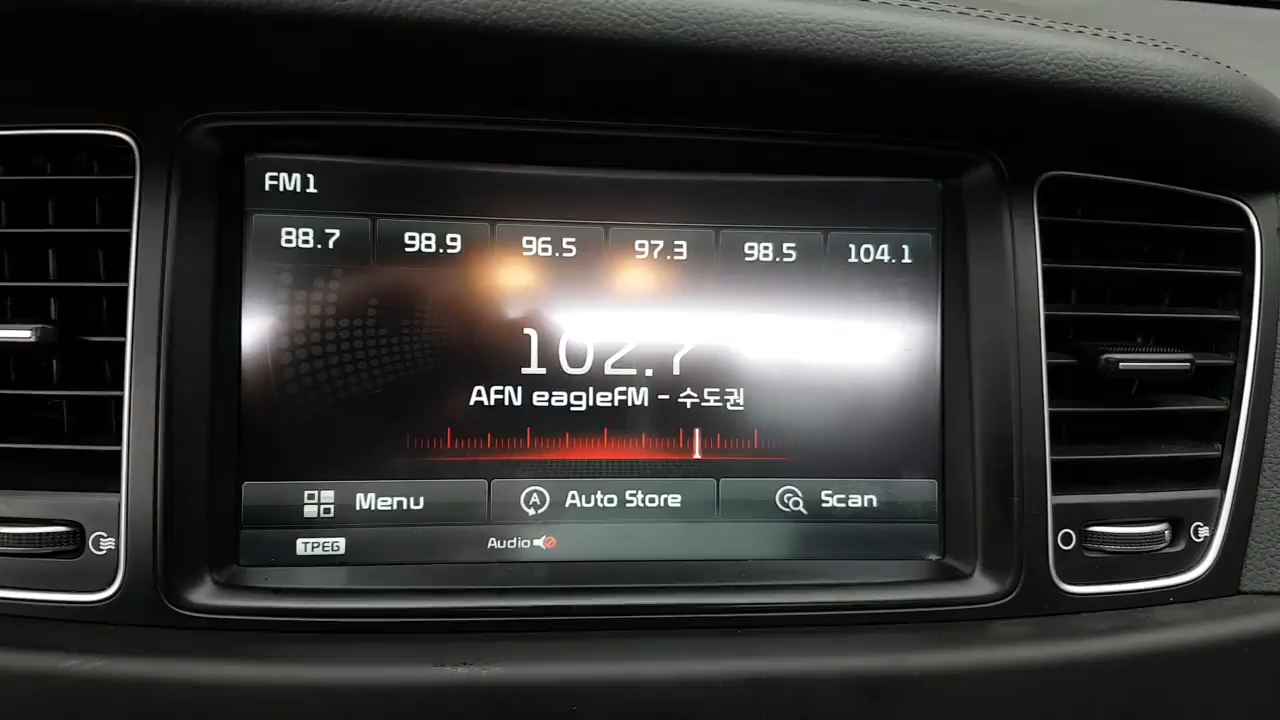 FM1
88.7 98.9 96.5 97.3 98.5 104.1
102.7
AFN eagleFM - 수도권
Menu Auto Store Scan
TPEG Audio